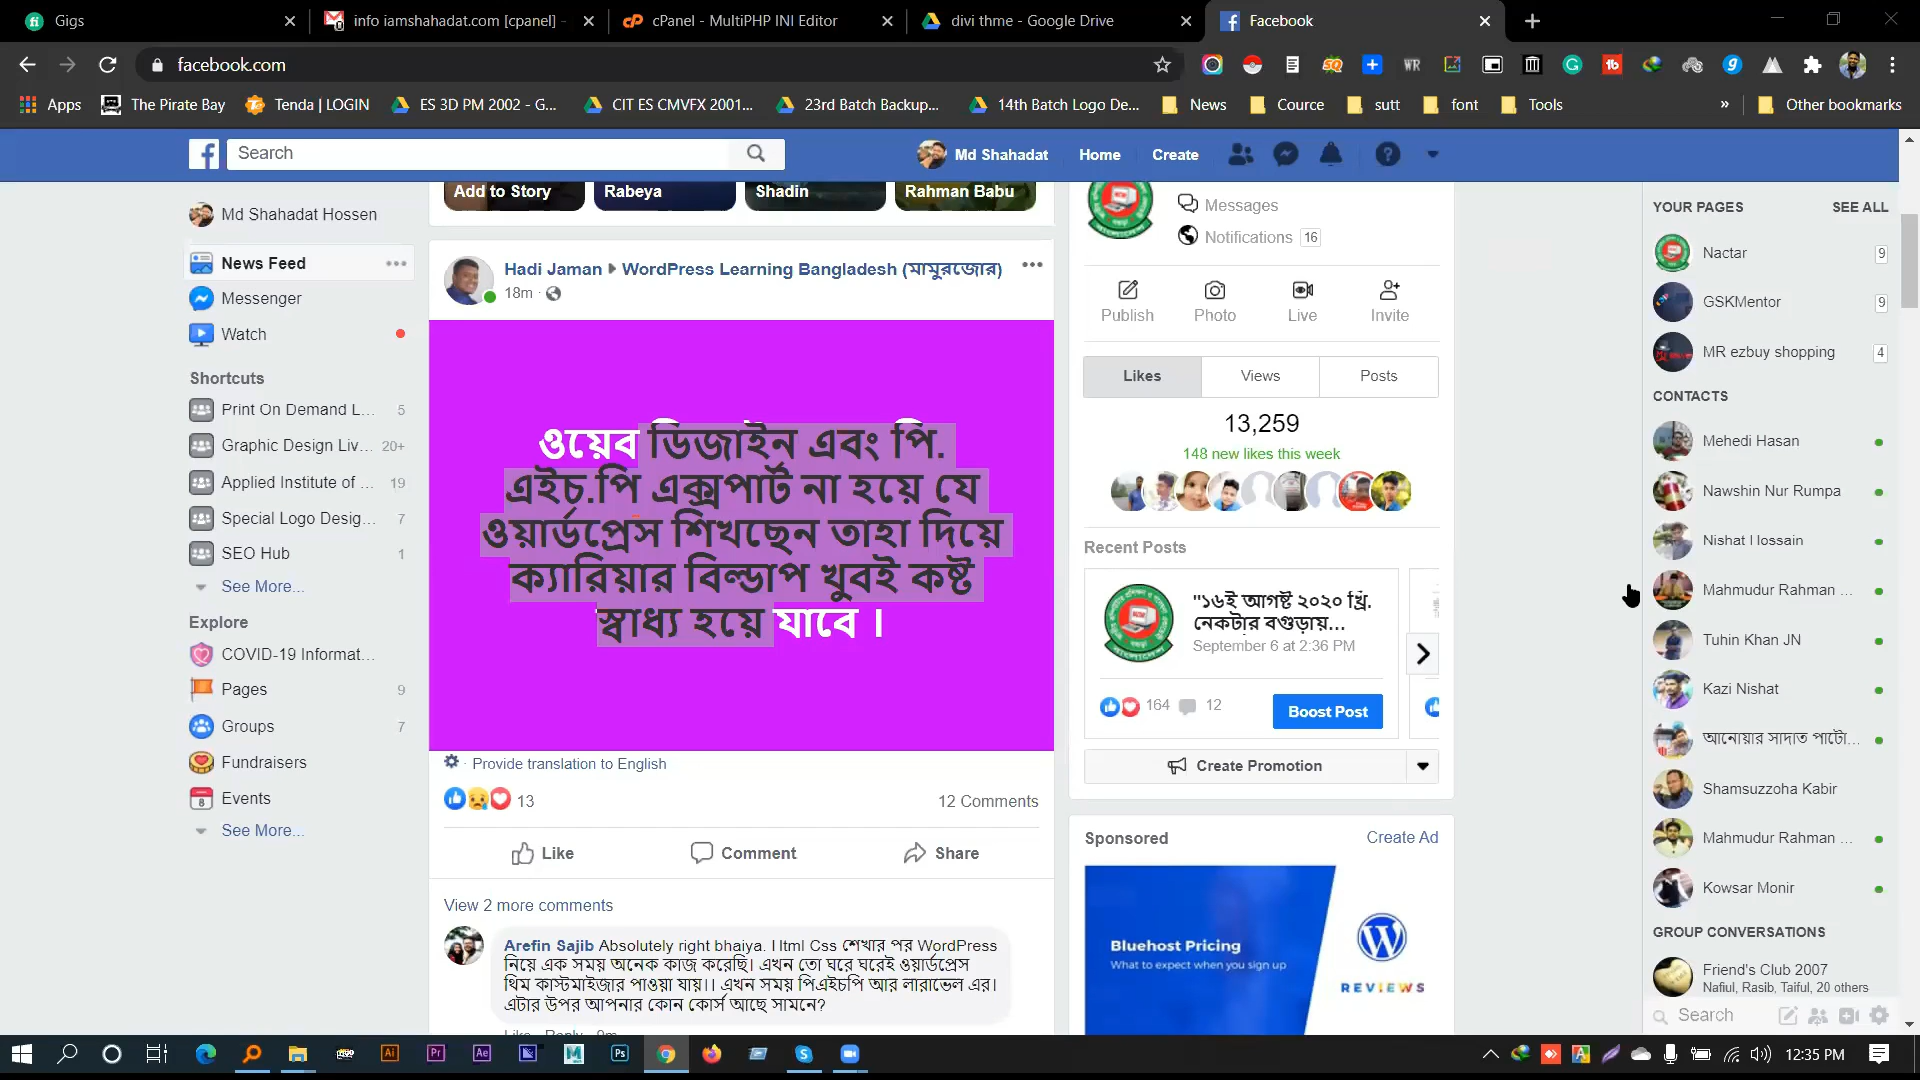 Gigs
info iamshahadat.com [cpanel] -
cPanel - MultiPHP INI Editor
divi thme - Google Drive
Facebook
facebook.com
Apps
The Pirate Bay
Tenda | LOGIN
ES 3D PM 2002 - G...
CIT ES CMVFX 2001...
23rd Batch Backup...
14th Batch Logo De...
News
Cource
sutt
font
Tools
»
Other bookmarks
Search
Md Shahadat
Home
Create
Md Shahadat Hossen
News Feed
Messenger
Watch
Shortcuts
Print On Demand L... 5
Graphic Design Liv... 20+
Applied Institute of ... 19
Special Logo Desig... 7
SEO Hub 1
See More...
Explore
COVID-19 Informat...
Pages 9
Groups 7
Fundraisers
Events
See More...
Add to Story
Rabeya
Shadin
Rahman Babu
Hadi Jaman WordPress Learning Bangladesh (মামুরজোর)
18m
ওয়েব ডিজাইন এবং পি.
এইচ.পি এক্সপার্ট না হয়ে যে
ওয়ার্ডপ্রেস শিখছেন তাহা দিয়ে
ক্যারিয়ার বিল্ডাপ খুবই কষ্ট
স্বাধ্য হয়ে যাবে ।
Provide translation to English
13
12 Comments
Like
Comment
Share
View 2 more comments
Arefin Sajib Absolutely right bhaiya. Html Css শেখার পর WordPress
নিয়ে এক সময় অনেক কাজ করেছি। এখন তো ঘরে ঘরেই ওয়ার্ডপ্রেস
থিম কাস্টমাইজার পাওয়া যায়।। এখন সময় পিএইচপি আর লারাভেল এর।
এটার উপর আপনার কোন কোর্স আছে সামনে?
Messages
Notifications 16
Publish
Photo
Live
Invite
Likes
Views
Posts
13,259
148 new likes this week
Recent Posts
"১৬ই আগষ্ট ২০২০ খ্রি.
নেকটার বগুড়ায়...
September 6 at 2:36 PM
164
12
Boost Post
Create Promotion
Sponsored
Create Ad
Bluehost Pricing
What to expect when you sign up
REVIEWS
YOUR PAGES
SEE ALL
Nactar 9
GSKMentor 9
MR ezbuy shopping 4
CONTACTS
Mehedi Hasan
Nawshin Nur Rumpa
Nishat Hossain
Mahmudur Rahman ...
Tuhin Khan JN
Kazi Nishat
আনোয়ার সাদাত পাটো...
Shamsuzzoha Kabir
Mahmudur Rahman ...
Kowsar Monir
GROUP CONVERSATIONS
Friend's Club 2007
Nafiul, Rasib, Taiful, 20 others
Search
12:35 PM